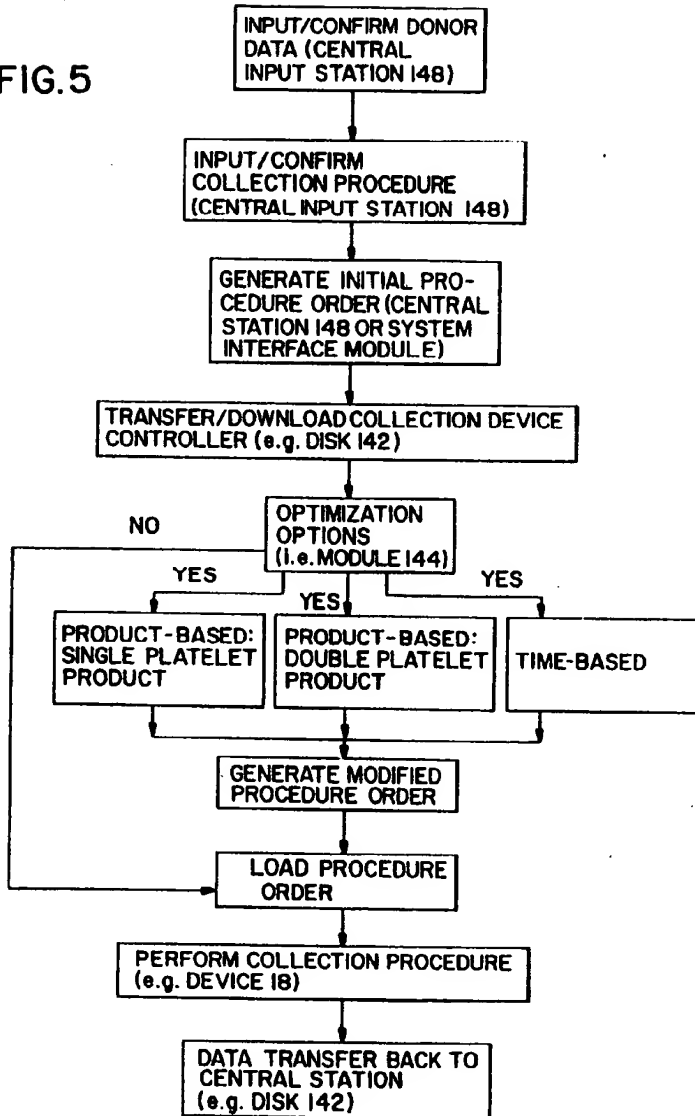 FIG.5
INPUT/CONFIRM DONOR
DATA (CENTRAL
INPUT STATION 148)
INPUT/CONFIRM
COLLECTION PROCEDURE
(CENTRAL INPUT STATION 148)
GENERATE INITIAL PRO-
CEDURE ORDER (CENTRAL
STATION 148 OR SYSTEM
INTERFACE MODULE)
TRANSFER/DOWNLOAD COLLECTION DEVICE
CONTROLLER (e.g. DISK 142)
OPTIMIZATION
OPTIONS
(i.e. MODULE 144)
NO
YES
YES
YES
PRODUCT-BASED:
SINGLE PLATELET
PRODUCT
PRODUCT-BASED:
DOUBLE PLATELET
PRODUCT
TIME-BASED
GENERATE MODIFIED
PROCEDURE ORDER
LOAD PROCEDURE
ORDER
PERFORM COLLECTION PROCEDURE
(e.g. DEVICE 18)
DATA TRANSFER BACK TO
CENTRAL STATION
(e.g. DISK 142)